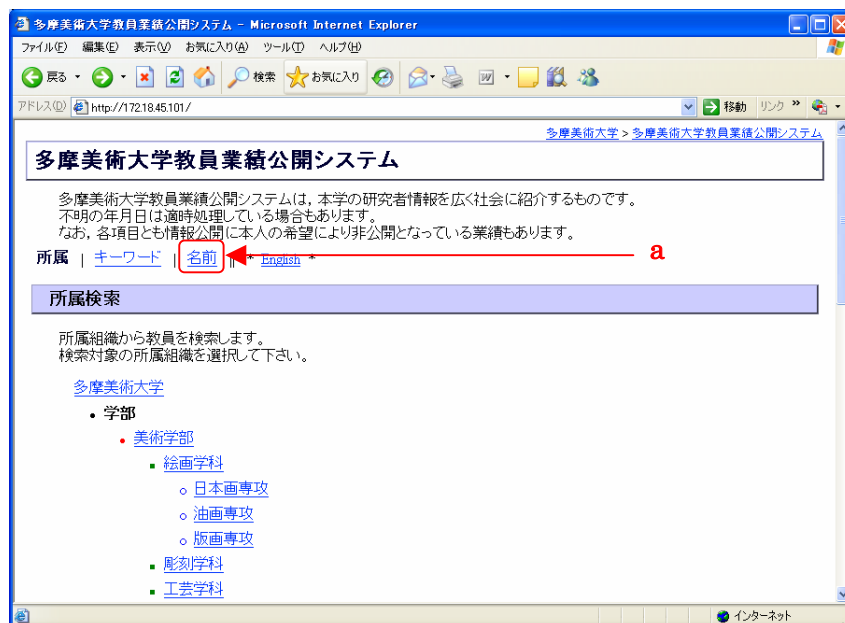 多摩美術大学教員業績公開システム - Microsoft Internet Explorer
ファイル(F) 編集(E) 表示(V) お気に入り(A) ツール(T) ヘルプ(H)
戻る 検索 お気に入り
アドレス(D) http://172.18.45.101/ 移動 リンク »
多摩美術大学 > 多摩美術大学教員業績公開システム
多摩美術大学教員業績公開システム
多摩美術大学教員業績公開システムは, 本学の研究者情報を広く社会に紹介するものです。
不明の年月日は適時処理している場合もあります。
なお, 各項目とも情報公開に本人の希望により非公開となっている業績もあります。
所属 | キーワード | 名前 || * English * a
所属検索
所属組織から教員を検索します。
検索対象の所属組織を選択して下さい。
多摩美術大学
• 学部
• 美術学部
▪ 絵画学科
○ 日本画専攻
○ 油画専攻
○ 版画専攻
▪ 彫刻学科
▪ 工芸学科
インターネット